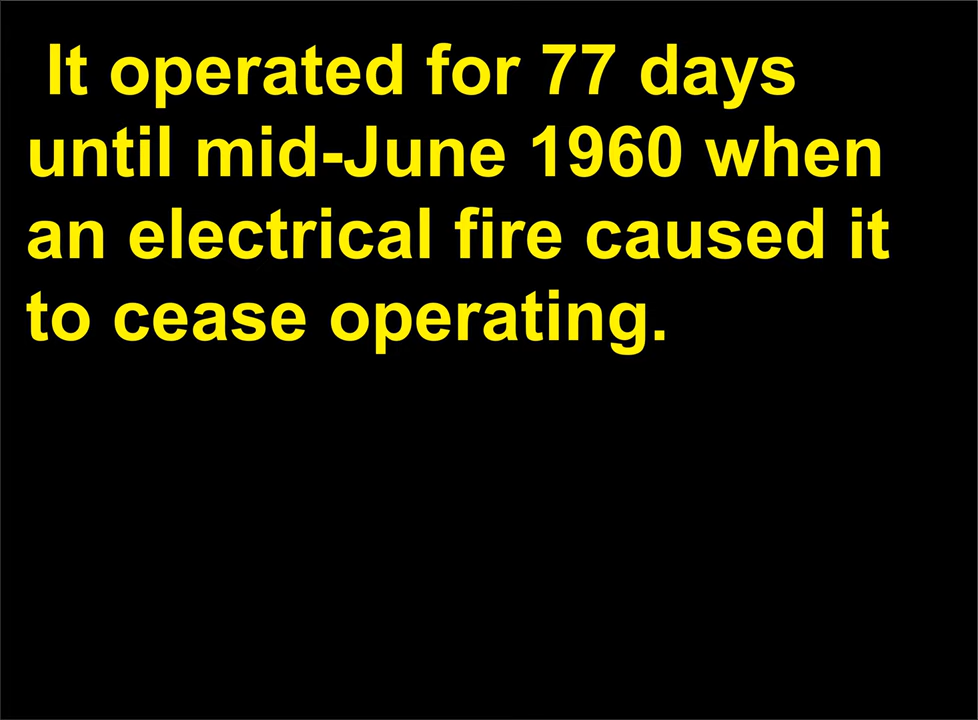 It operated for 77 days
until mid-June 1960 when
an electrical fire caused it
to cease operating.